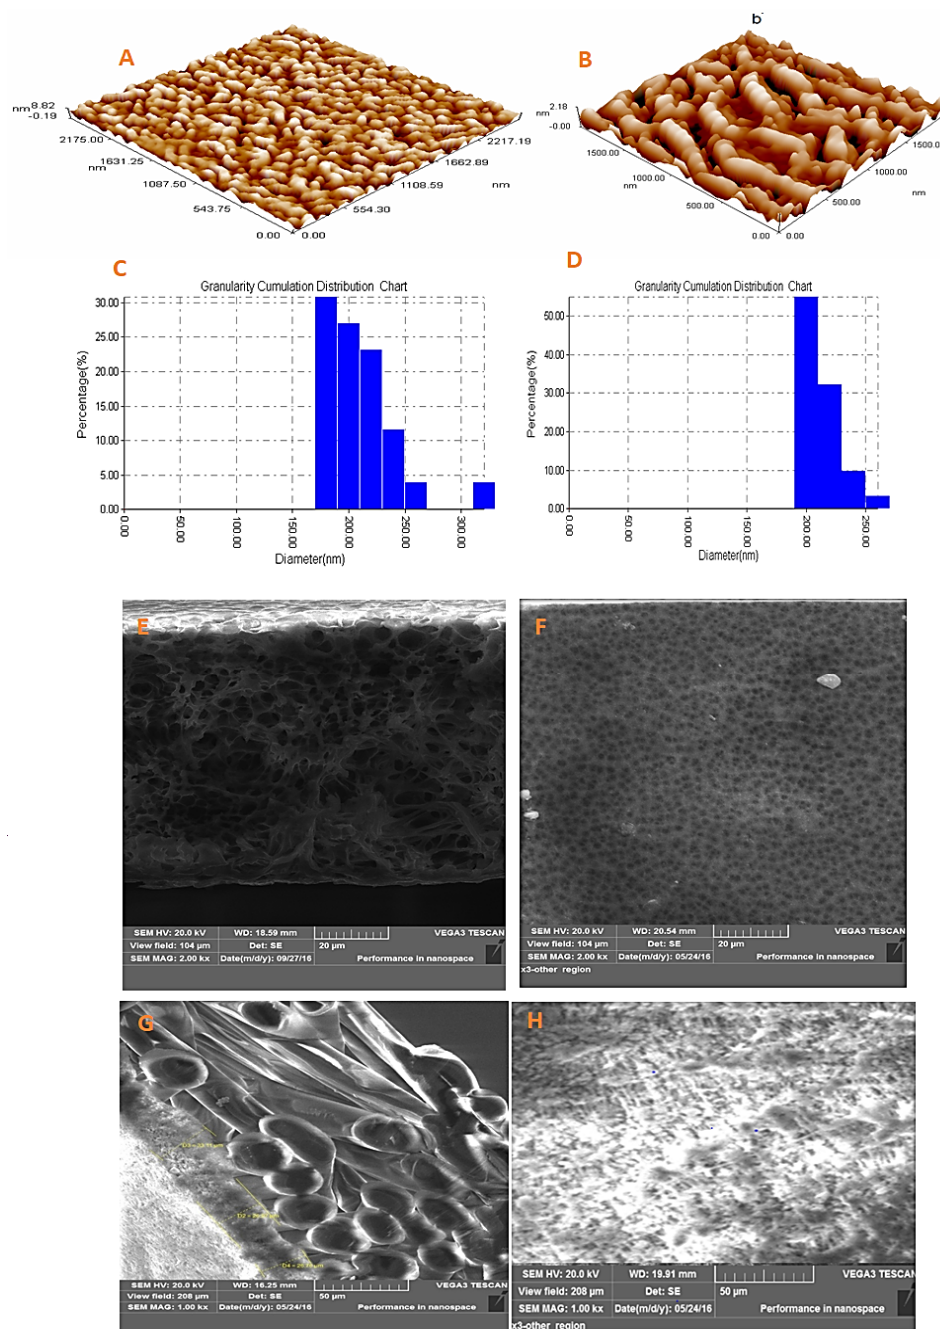 A
nm 8.82
-0.19
2175.00
1631.25
nm
1087.50
543.75
0.00
0.00
554.30
1108.59
1662.89
2217.19
nm
b-
B
nm
2.18
-0.00
1500.00
1000.00
nm
500.00
0.00
0.00
500.00
1000.00
1500.0
nm
C
Granularity Cumulation Distribution Chart
Percentage(%)
30.00
25.00
20.00
15.00
10.00
5.00
0.00
0.00
50.00
100.00
150.00
200.00
250.00
300.00
Diameter(nm)
D
Granularity Cumulation Distribution Chart
Percentage(%)
50.00
40.00
30.00
20.00
10.00
0.00
0.00
50.00
100.00
150.00
200.00
250.00
Diameter(nm)
E
SEM HV: 20.0 kV WD: 18.59 mm VEGA3 TESCAN
View field: 104 µm Det: SE 20 µm
SEM MAG: 2.00 kx Date(m/d/y): 09/27/16 Performance in nanospace
F
SEM HV: 20.0 kV WD: 20.54 mm VEGA3 TESCAN
View field: 104 µm Det: SE 20 µm
SEM MAG: 2.00 kx Date(m/d/y): 05/24/16 Performance in nanospace
x3-other region
G
SEM HV: 20.0 kV WD: 16.25 mm VEGA3 TESCAN
View field: 208 µm Det: SE 50 µm
SEM MAG: 1.00 kx Date(m/d/y): 05/24/16 Performance in nanospace
H
SEM HV: 20.0 kV WD: 19.91 mm VEGA3 TESCAN
View field: 208 µm Det: SE 50 µm
SEM MAG: 1.00 kx Date(m/d/y): 05/24/16 Performance in nanospace
x3-other region